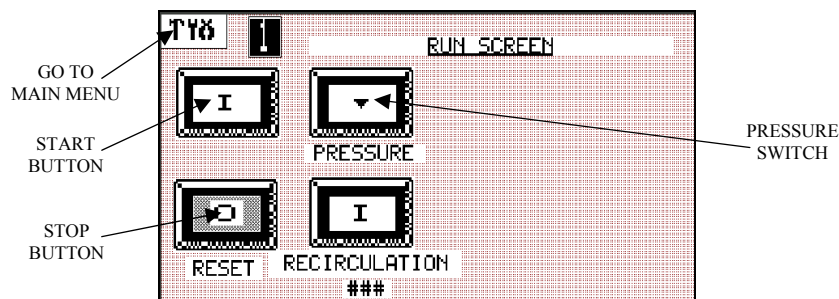 RUN SCREEN
GO TO
MAIN MENU
I
START
BUTTON
PRESSURE
SWITCH
PRESSURE
STOP
BUTTON
I
RESET
RECIRCULATION
###